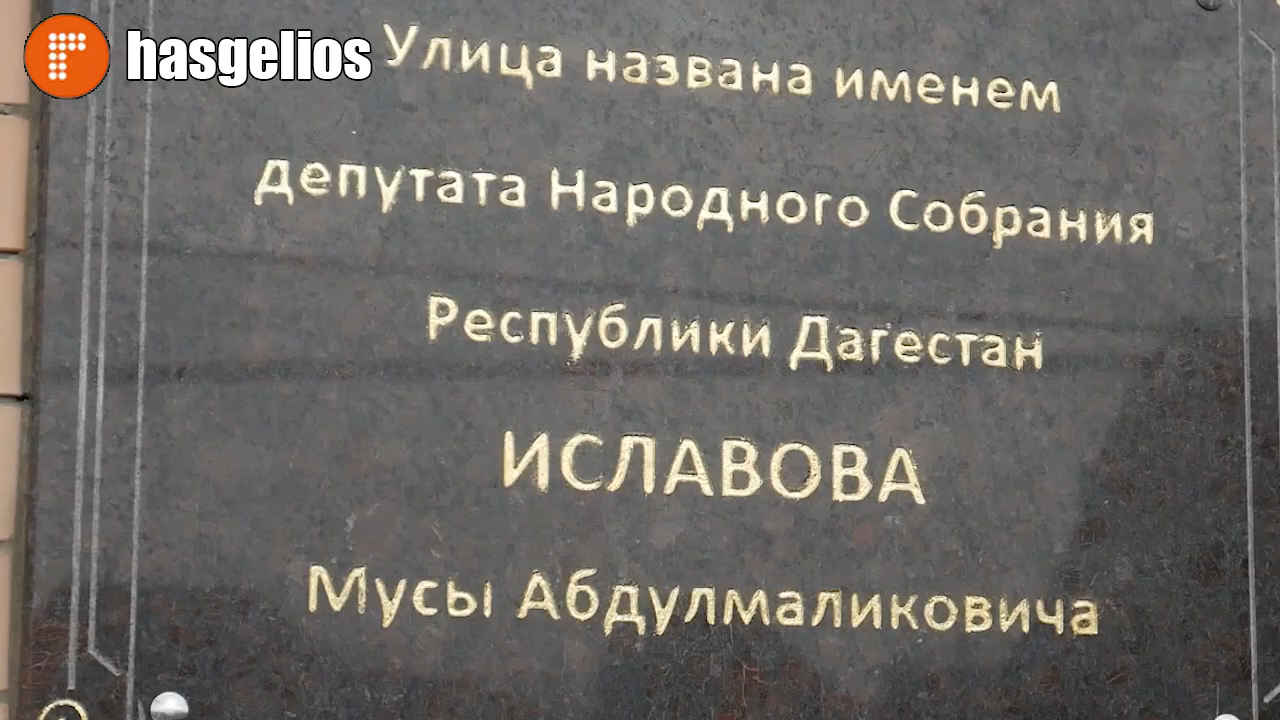 hasgelios
Улица названа именем
депутата Народного Собрания
Республики Дагестан
ИСЛАВОВА
Мусы Абдулмаликовича